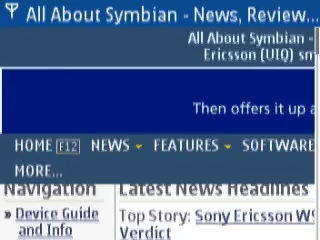 All About Symbian - News, Review...
All About Symbian -
Ericsson (UIQ) sm
Then offers it up a
HOME F12 NEWS FEATURES SOFTWARE
MORE...
Navigation
Latest News Headlines
» Device Guide
and Info
Top Story: Sony Ericsson W9
Verdict